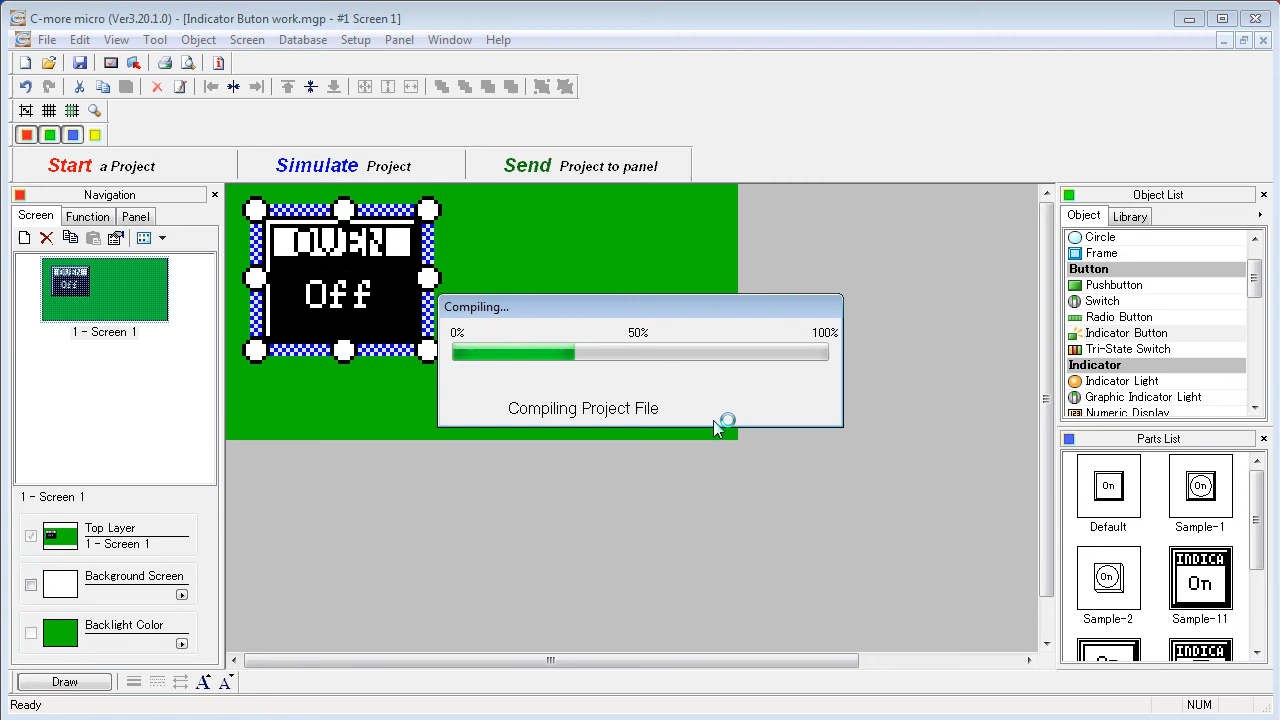 C-more micro (Ver3.20.1.0) - [Indicator Buton work.mgp - #1 Screen 1]
File Edit View Tool Object Screen Database Setup Panel Window Help
Start a Project Simulate Project Send Project to panel
Navigation
Screen Function Panel
OWEN
Off
1 - Screen 1
1 - Screen 1
Top Layer
1 - Screen 1
Background Screen
Backlight Color
OWEN
Off
Compiling...
0% 50% 100%
Compiling Project File
Object List
Object Library
Circle
Frame
Button
Pushbutton
Switch
Radio Button
Indicator Button
Tri-State Switch
Indicator
Indicator Light
Graphic Indicator Light
Numeric Display
Parts List
On On
Default Sample-1
On INDICA
On
Sample-2 Sample-11
INDICA
Draw
Ready NUM